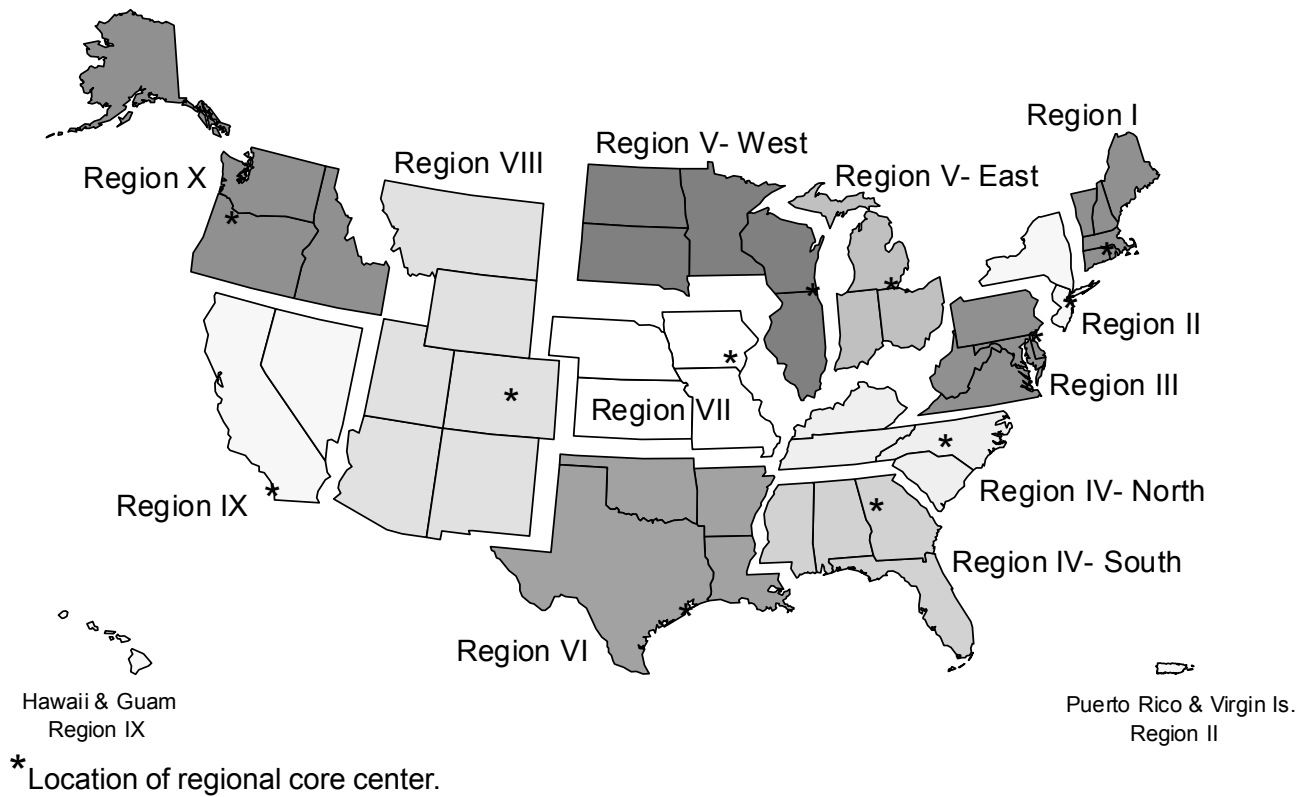 Region I
Region V- West
Region VIII
Region V- East
Region X
Region II
Region III
Region VII
Region IX
Region IV- North
Region IV- South
Region VI
Hawaii & Guam
Region IX
Puerto Rico & Virgin Is.
Region II
*Location of regional core center.